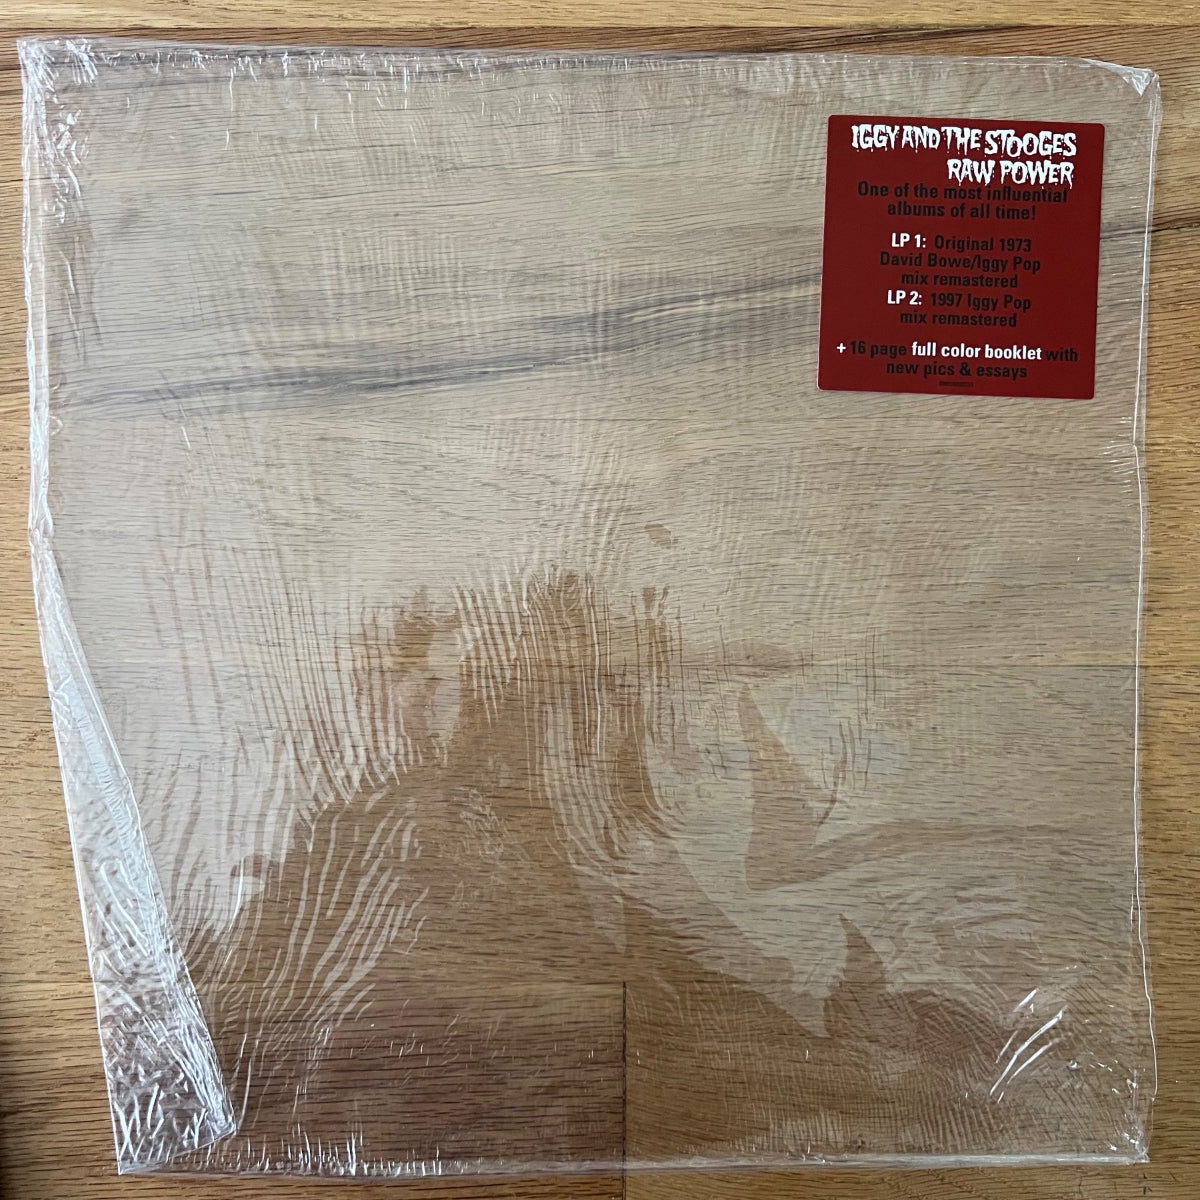 IGGY AND THE STOOGES
RAW POWER
One of the most influential
albums of all time!
LP 1: Original 1973
David Bowe/Iggy Pop
mix remastered
LP 2: 1997 Iggy Pop
mix remastered
+ 16 page full color booklet with
new pics & essays